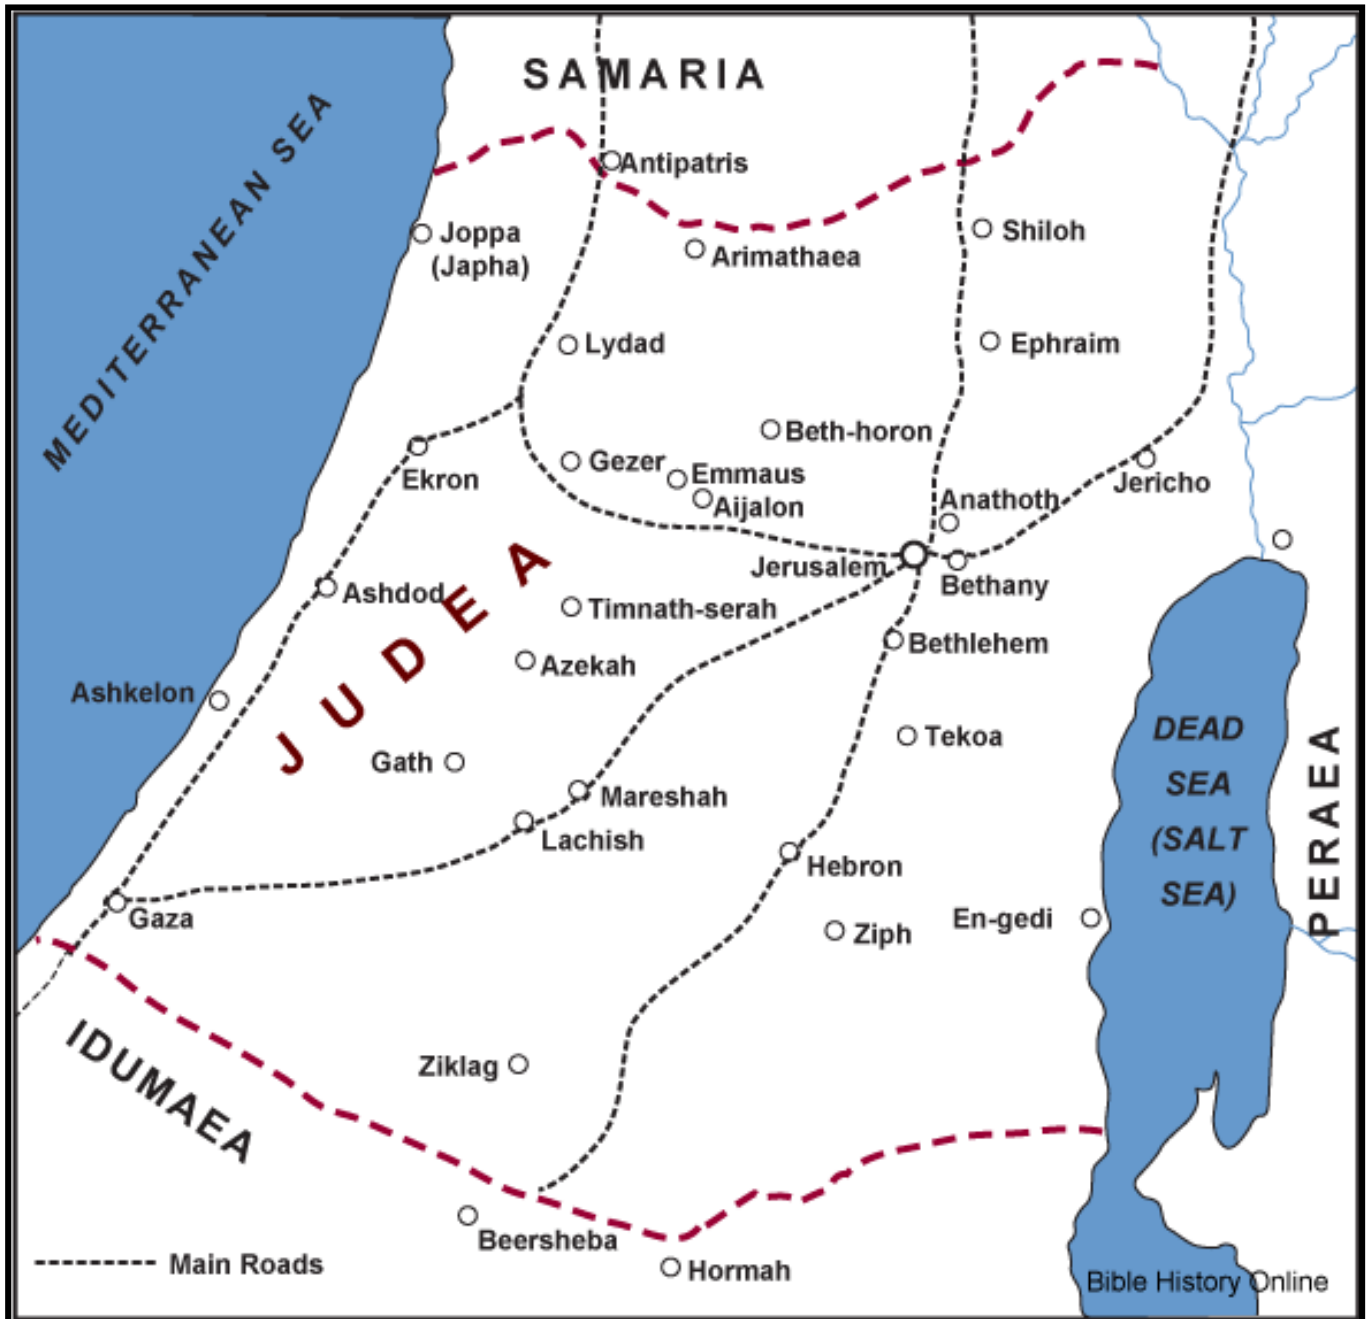 SAMARIA
MEDITERRANEAN SEA
Antipatris
Joppa
(Japha)
Shiloh
Arimathaea
Lydad
Ephraim
Beth-horon
Gezer
Emmaus
Ekron
Jericho
Anathoth
Aijalon
Jerusalem
Bethany
JUDEA
Ashdod
Timnath-serah
Bethlehem
Azekah
Ashkelon
Tekoa
DEAD
SEA
(SALT
SEA)
PERAEA
Gath
Mareshah
Lachish
Hebron
Gaza
En-gedi
Ziph
IDUMAEA
Ziklag
Beersheba
Main Roads
Hormah
Bible History Online